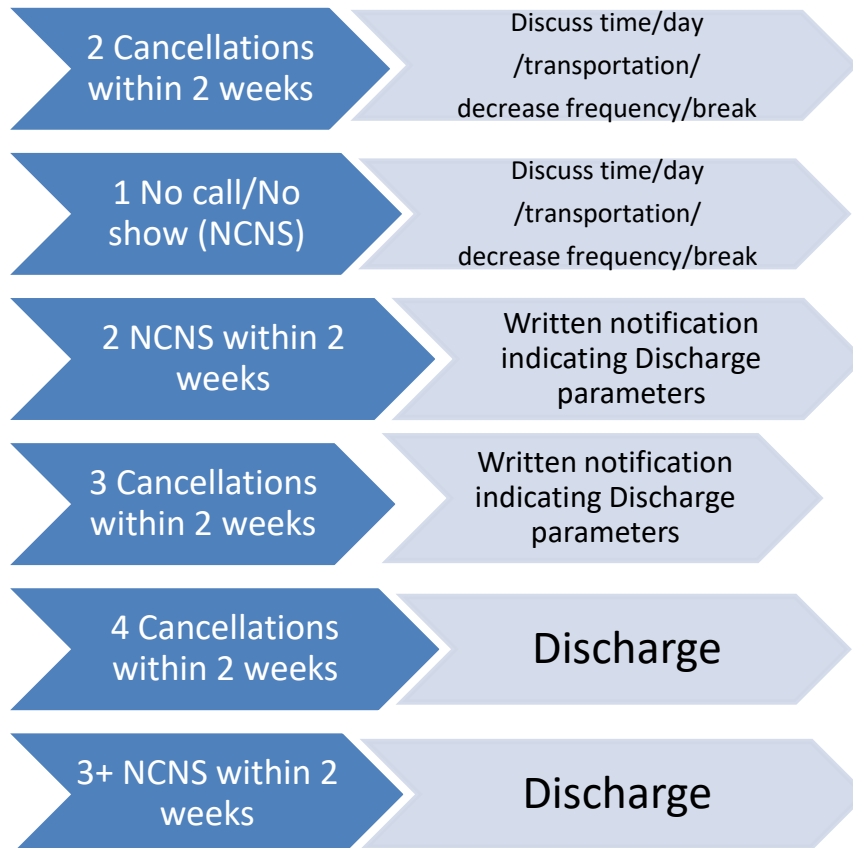 2 Cancellations
within 2 weeks
Discuss time/day
/transportation/
decrease frequency/break
1 No call/No
show (NCNS)
Discuss time/day
/transportation/
decrease frequency/break
2 NCNS within 2
weeks
Written notification
indicating Discharge
parameters
3 Cancellations
within 2 weeks
Written notification
indicating Discharge
parameters
4 Cancellations
within 2 weeks
Discharge
3+ NCNS within 2
weeks
Discharge